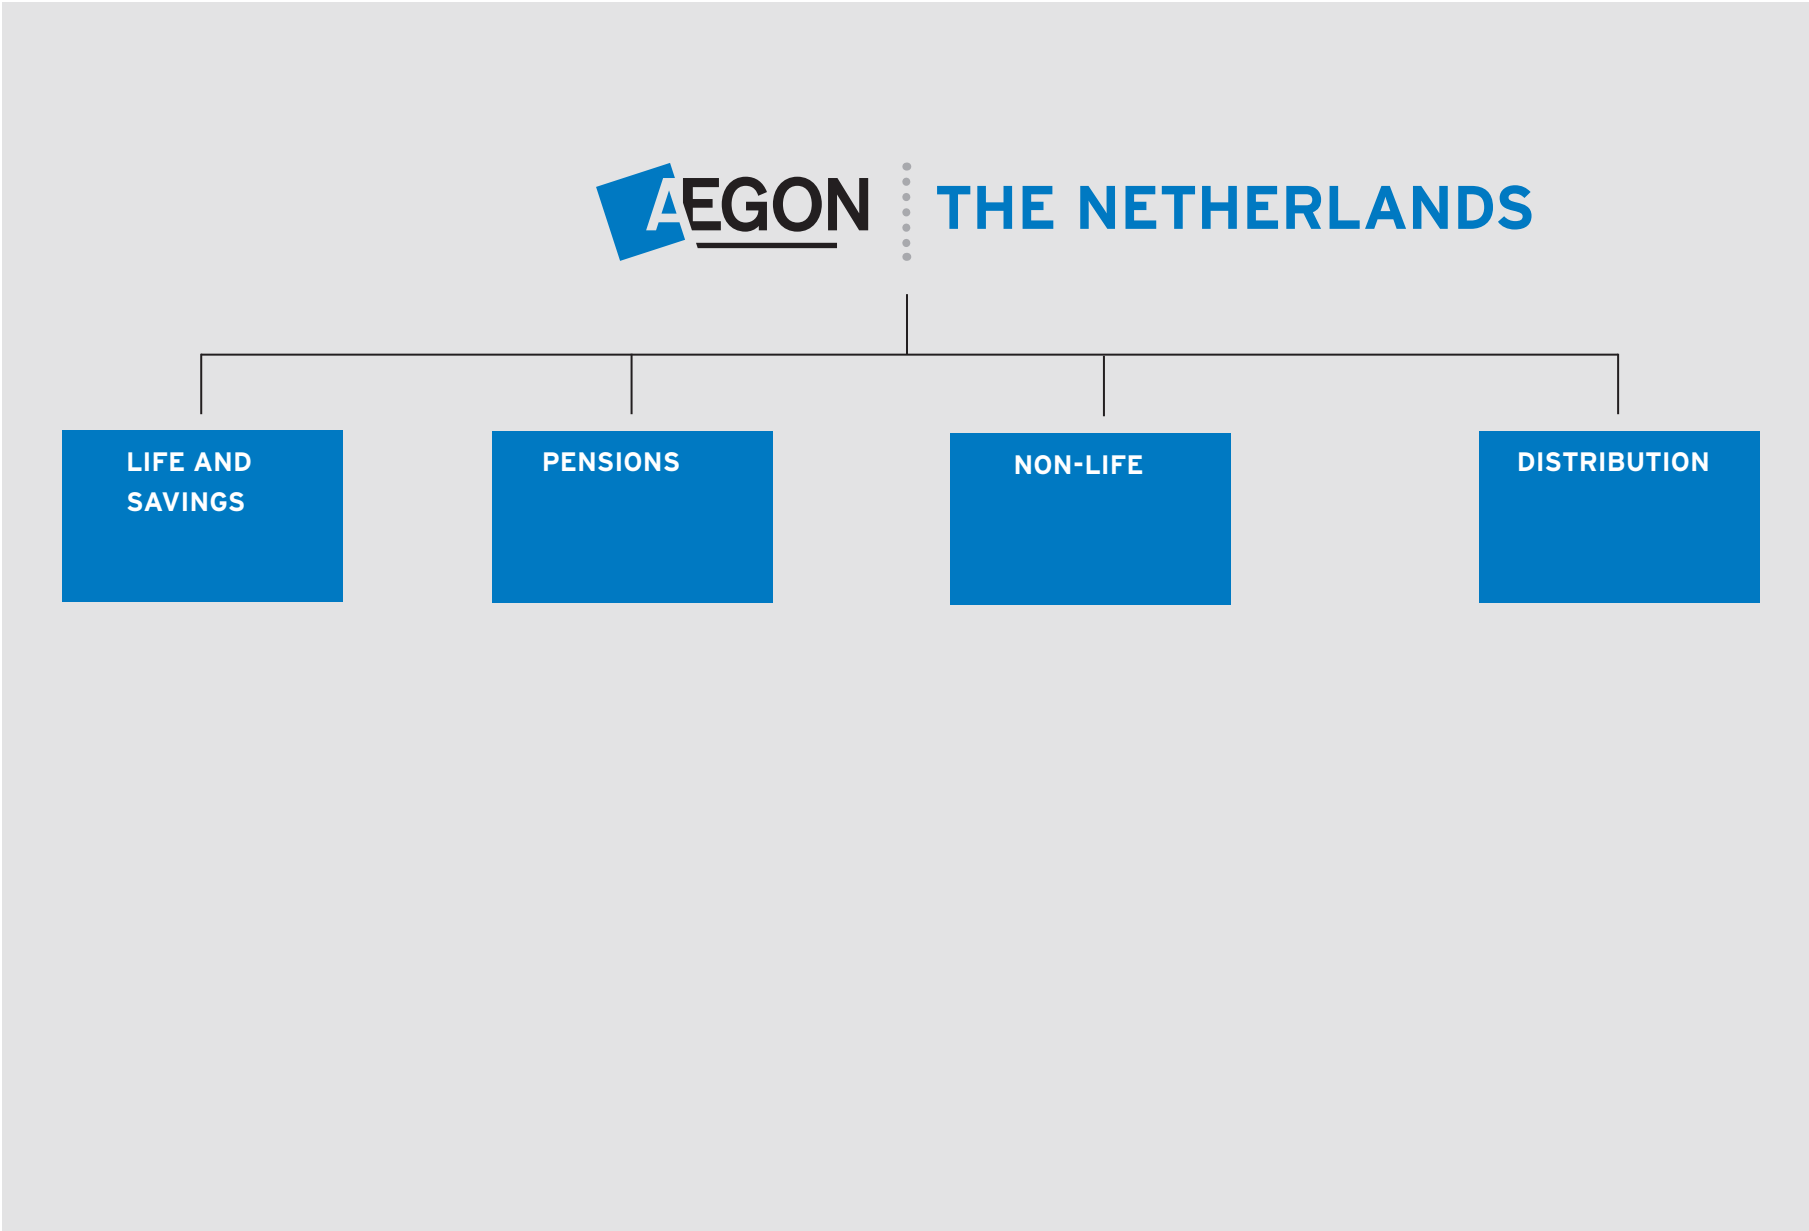 AEGON
THE NETHERLANDS
LIFE AND
SAVINGS
PENSIONS
NON-LIFE
DISTRIBUTION